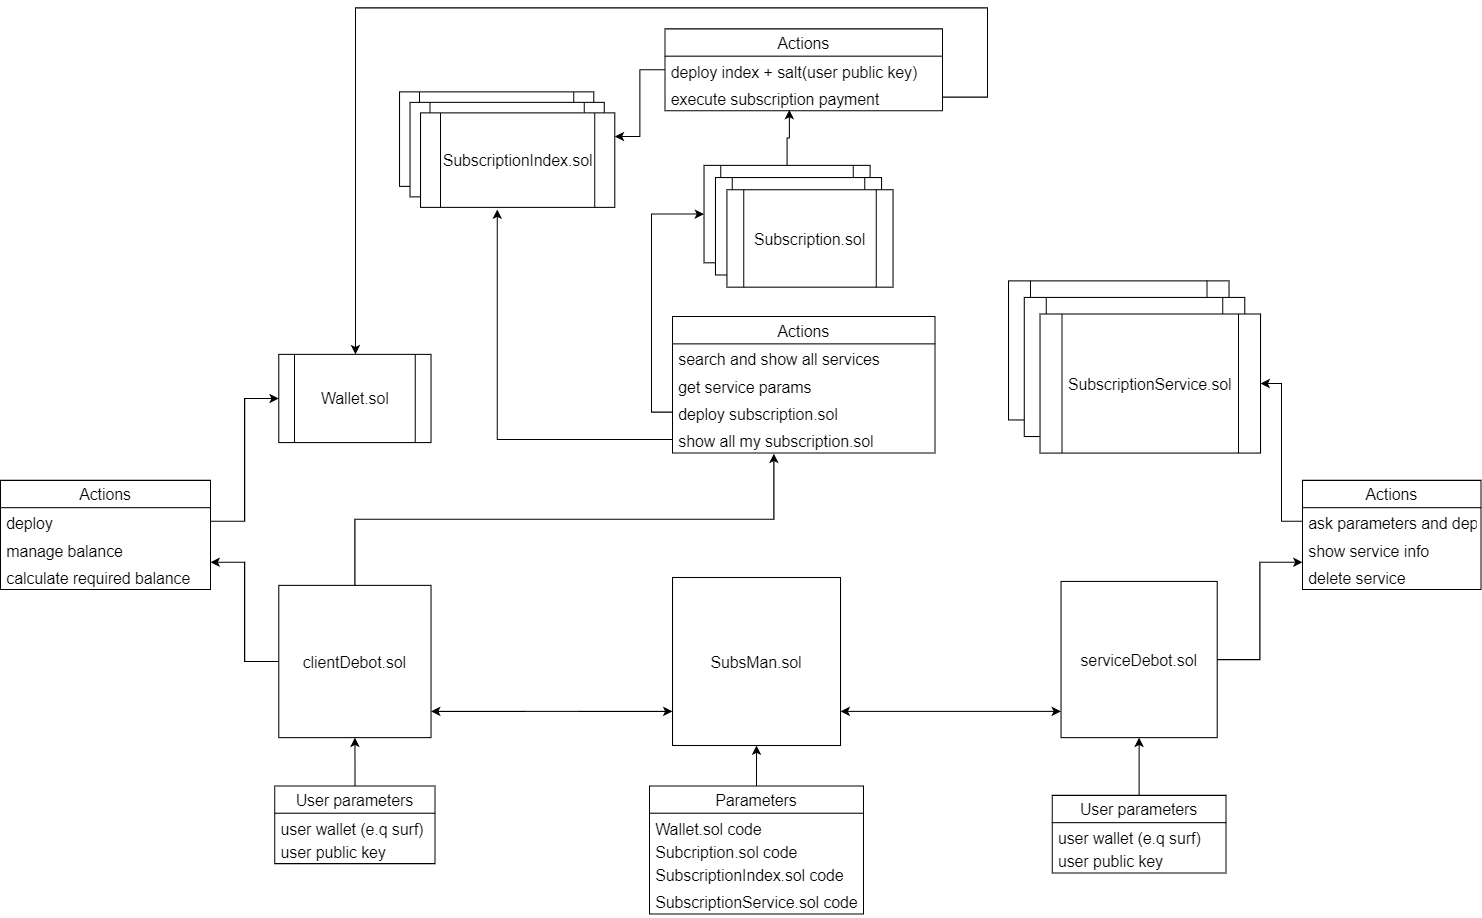 Actions
deploy index + salt(user public key)
execute subscription payment
SubscriptionIndex.sol
Subscription.sol
Actions
search and show all services
get service params
deploy subscription.sol
show all my subscription.sol
SubscriptionService.sol
Wallet.sol
Actions
deploy
manage balance
calculate required balance
Actions
ask parameters and dep
show service info
delete service
clientDebot.sol
SubsMan.sol
serviceDebot.sol
User parameters
user wallet (e.q surf)
user public key
Parameters
Wallet.sol code
Subcription.sol code
SubscriptionIndex.sol code
SubscriptionService.sol code
User parameters
user wallet (e.q surf)
user public key